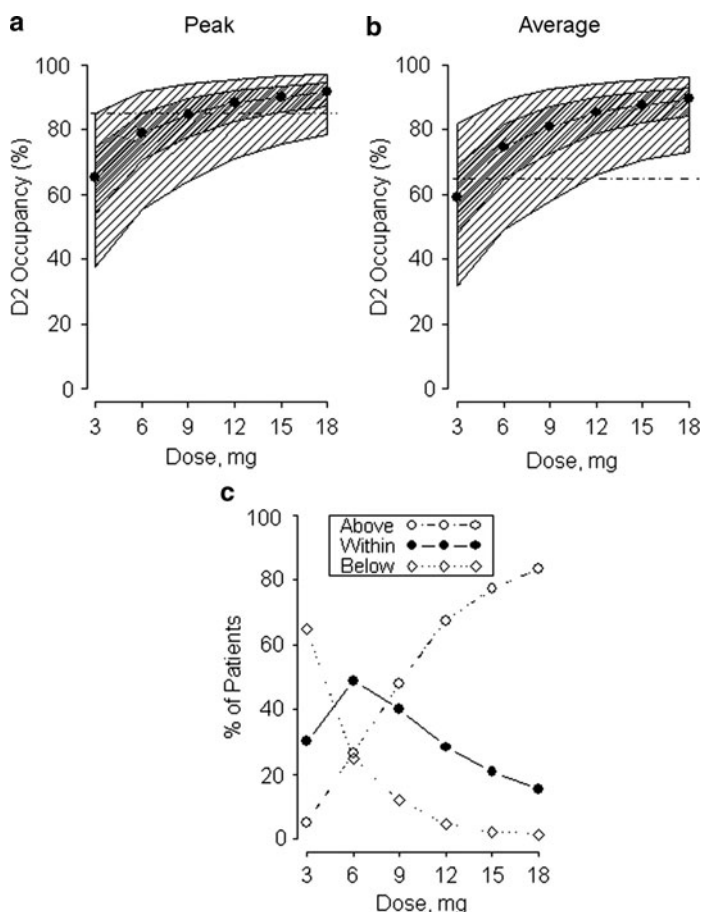 a
Peak
100
80
60
40
20
0
D2 Occupancy (%)
3 6 9 12 15 18
Dose, mg
b
Average
100
80
60
40
20
0
D2 Occupancy (%)
3 6 9 12 15 18
Dose, mg
c
100
80
60
40
20
0
% of Patients
Above
Within
Below
3 6 9 12 15 18
Dose, mg